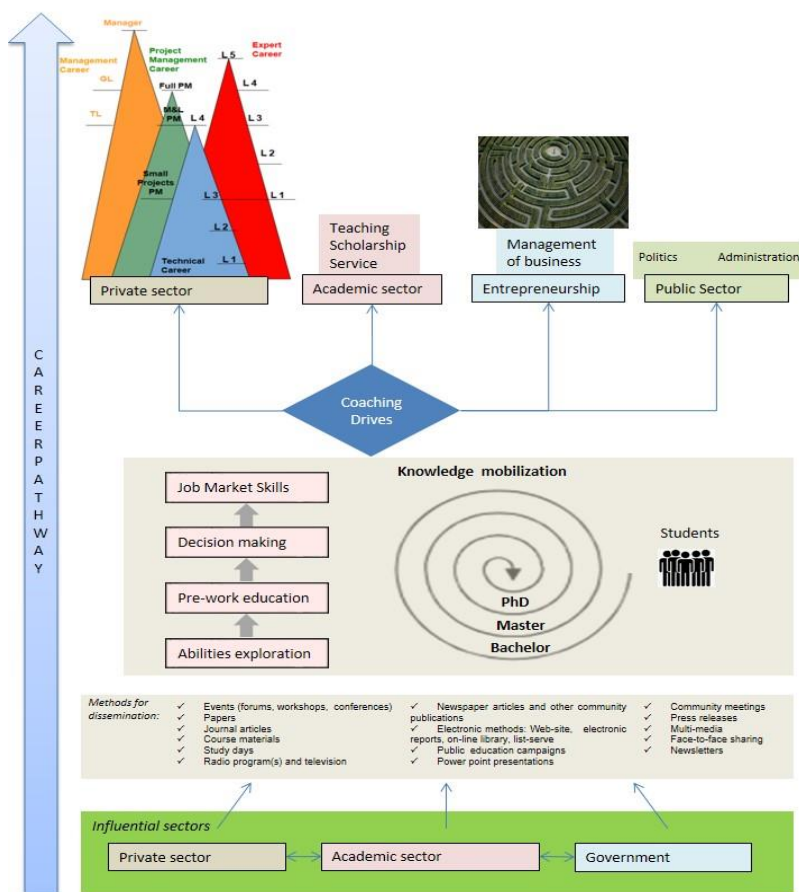 Manager
Management
Career
Project
Management
Career
Expert
Career
GL
Full PM
L 5
L 4
TL
M&L
PM
L 4
L 3
L 2
Small
Projects
PM
L 3
L 1
L 2
Technical
Career
L 1
Private sector
Teaching
Scholarship
Service
Academic sector
Management
of business
Entrepreneurship
Politics Administration
Public Sector
CAREER PATHWAY
Coaching
Drives
Knowledge mobilization
Job Market Skills
Decision making
Pre-work education
Abilities exploration
PhD
Master
Bachelor
Students
Methods for
dissemination:
✓ Events (forums, workshops, conferences)
✓ Papers
✓ Journal articles
✓ Course materials
✓ Study days
✓ Radio program(s) and television
✓ Newspaper articles and other community
publications
✓ Electronic methods: Web-site, electronic
reports, on-line library, list-serve
✓ Public education campaigns
✓ Power point presentations
✓ Community meetings
✓ Press releases
✓ Multi-media
✓ Face-to-face sharing
✓ Newsletters
Influential sectors
Private sector
Academic sector
Government